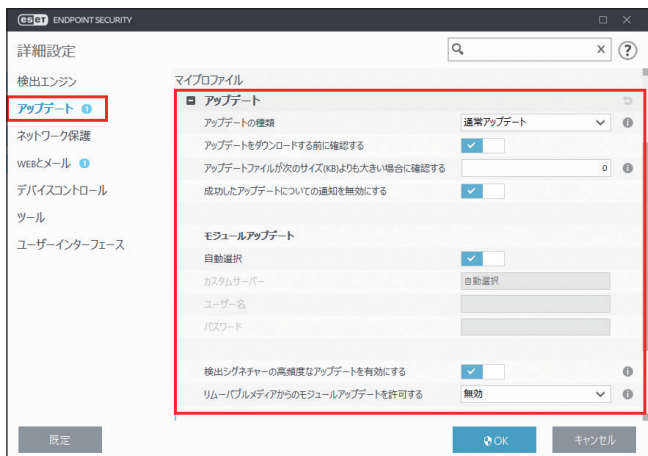 eset ENDPOINT SECURITY
詳細設定
検出エンジン
アップデート 1
ネットワーク保護
WEBとメール 1
デバイスコントロール
ツール
ユーザーインターフェース
マイプロファイル
アップデート
アップデートの種類 通常アップデート
アップデートをダウンロードする前に確認する
アップデートファイルが次のサイズ(KB)よりも大きい場合に確認する 0
成功したアップデートについての通知を無効にする
モジュールアップデート
自動選択
カスタムサーバー 自動選択
ユーザー名
パスワード
検出シグネチャーの高頻度なアップデートを有効にする
リムーバブルメディアからのモジュールアップデートを許可する 無効
既定 OK キャンセル